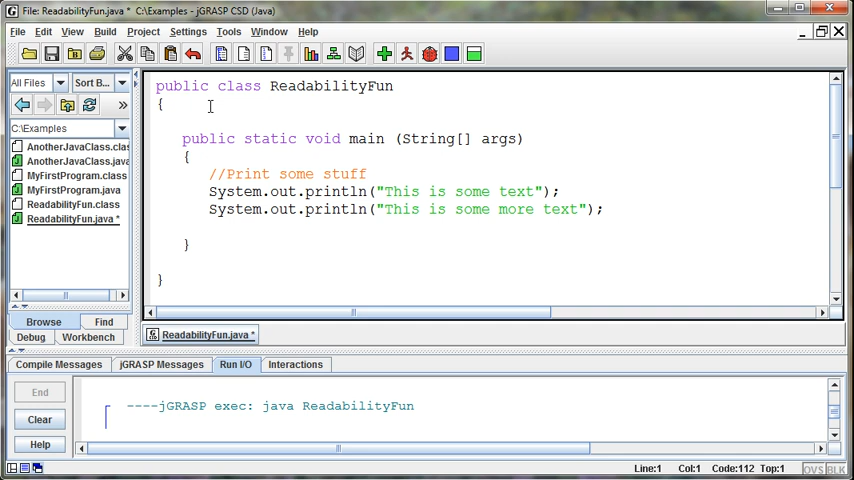 File: ReadabilityFun.java * C:\Examples - jGRASP CSD (Java)
File Edit View Build Project Settings Tools Window Help
All Files Sort B...
C:\Examples
AnotherJavaClass.clas
AnotherJavaClass.java
MyFirstProgram.class
MyFirstProgram.java
ReadabilityFun.class
ReadabilityFun.java *
Browse Find
Debug Workbench
public class ReadabilityFun
{
public static void main (String[] args)
{
//Print some stuff
System.out.println("This is some text");
System.out.println("This is some more text");
}
}
ReadabilityFun.java *
Compile Messages jGRASP Messages Run I/O Interactions
End
Clear
Help
----jGRASP exec: java ReadabilityFun
Line:1 Col:1 Code:112 Top:1 OVS BLK